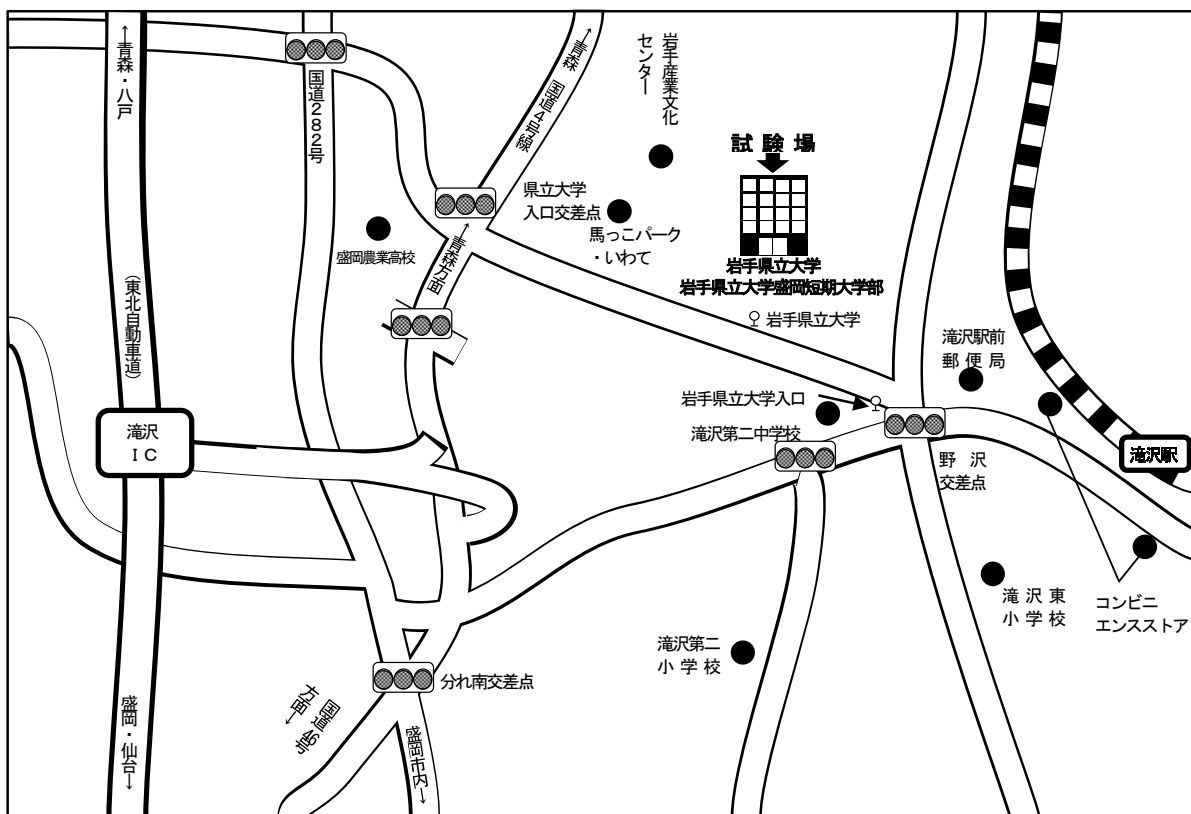 ←青森・八戸
国道282号
←青森 国道4号線
岩手産業文化
センター
試験場
県立大学
入口交差点
馬っこパーク
・いわて
盛岡農業高校
←青森方面
岩手県立大学
岩手県立大学盛岡短期大学部
岩手県立大学
(東北自動車道)
滝沢駅前
郵便局
岩手県立大学入口
滝沢第二中学校
滝沢
IC
野沢
交差点
滝沢駅
滝沢東
小学校
コンビニ
エンスストア
滝沢第二
小学校
分れ南交差点
国道46号
方面→
盛岡・仙台→
盛岡市内→